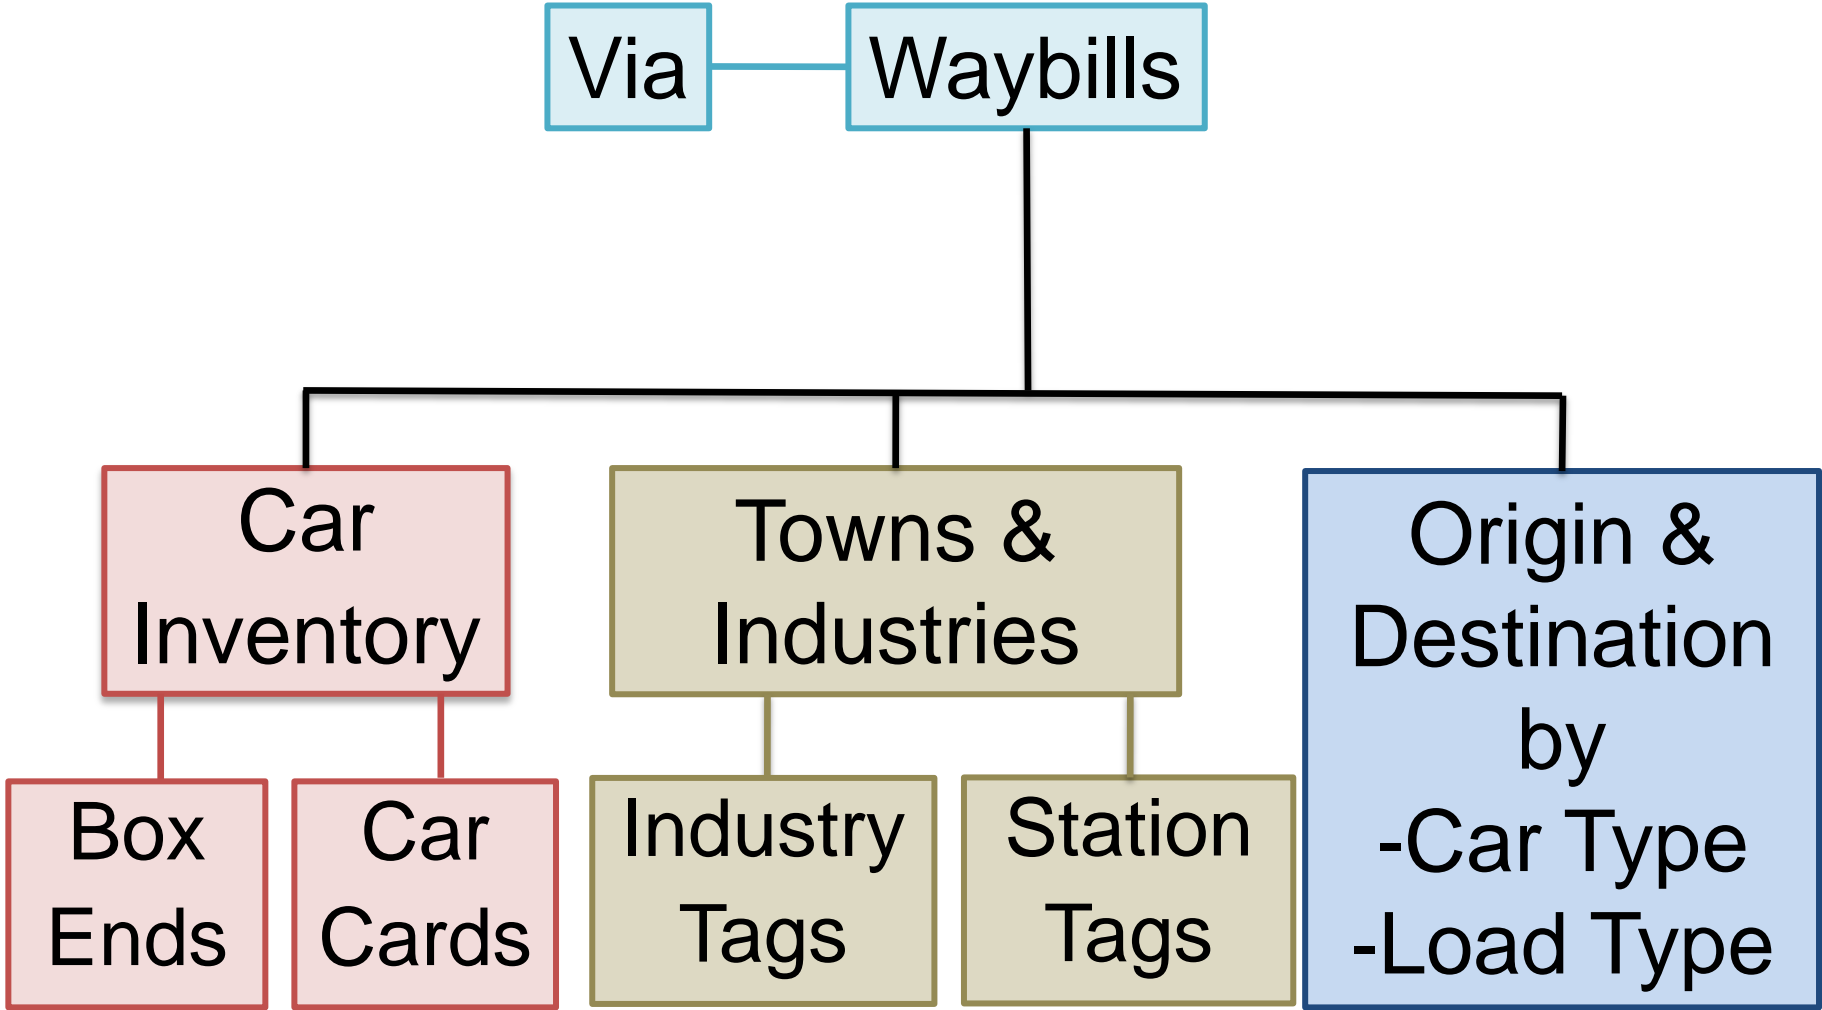 Via
Waybills
Car
Inventory
Towns &
Industries
Origin &
Destination
by
-Car Type
-Load Type
Box
Ends
Car
Cards
Industry
Tags
Station
Tags